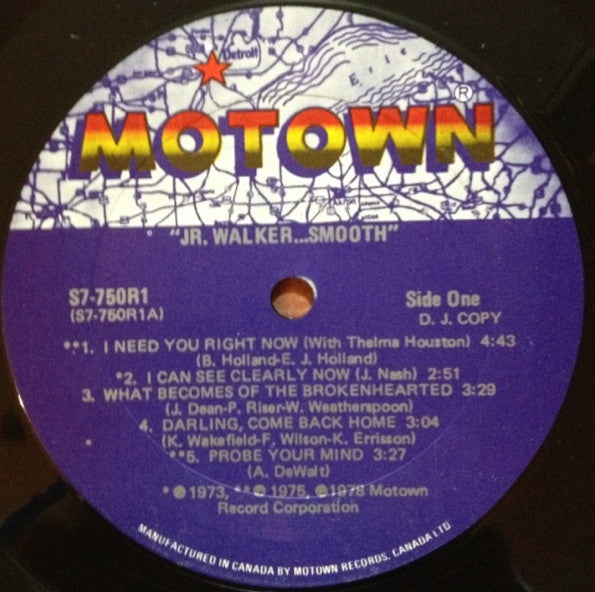 Detroit
Erie
MOTOWN®
"JR. WALKER...SMOOTH"
S7-750R1
(S7-750R1A)
Side One
D. J. COPY
**1. I NEED YOU RIGHT NOW (With Thelma Houston) 4:43
(B. Holland-E. J. Holland)
*2. I CAN SEE CLEARLY NOW (J. Nash) 2:51
3. WHAT BECOMES OF THE BROKENHEARTED 3:29
(J. Dean-P. Riser-W. Weatherspoon)
4. DARLING, COME BACK HOME 3:04
(K. Wakefield-F. Wilson-K. Errisson)
**5. PROBE YOUR MIND 3:27
(A. DeWalt)
* ℗ 1973, ** ℗ 1975, ℗ 1978 Motown
Record Corporation
MANUFACTURED IN CANADA BY MOTOWN RECORDS, CANADA LTD.